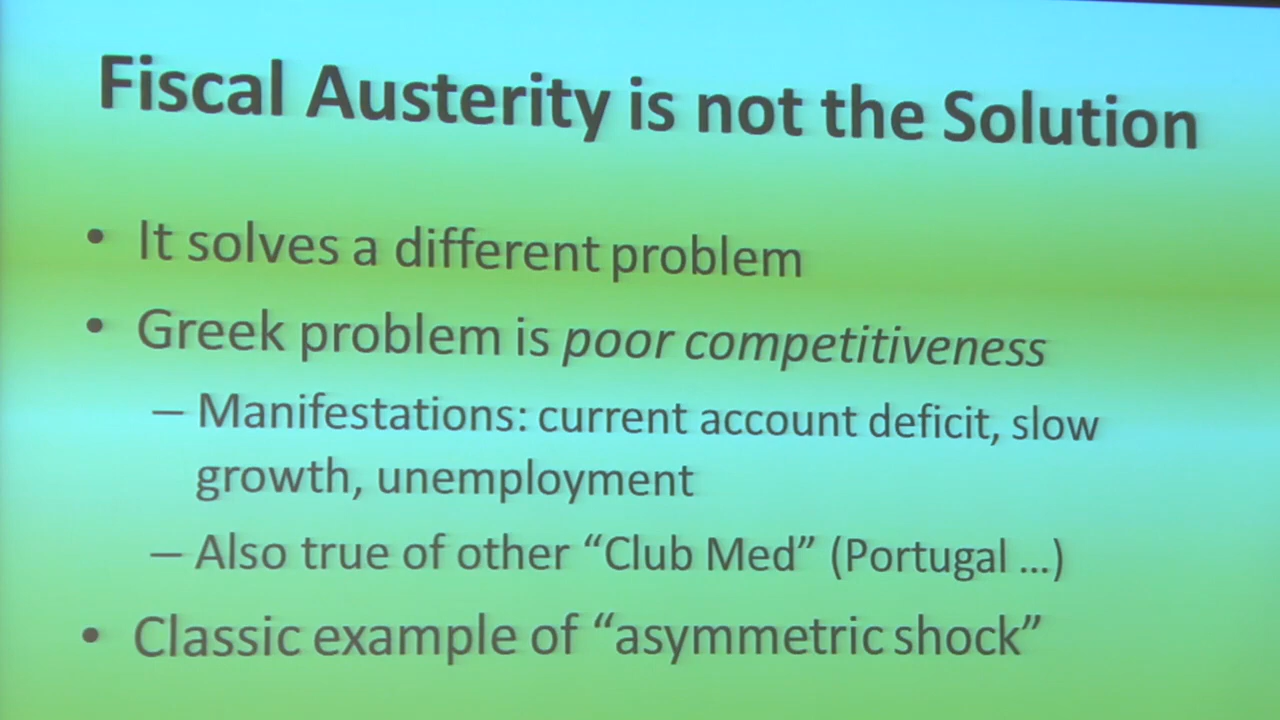 Fiscal Austerity is not the Solution
• It solves a different problem
• Greek problem is poor competitiveness
– Manifestations: current account deficit, slow
growth, unemployment
– Also true of other “Club Med” (Portugal ...)
• Classic example of “asymmetric shock”